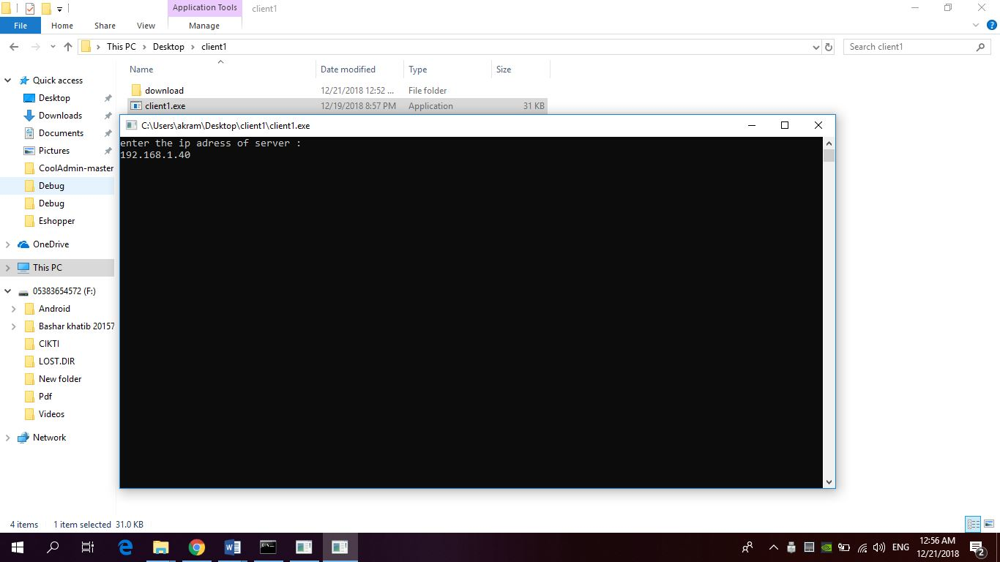 Application Tools client1
File Home Share View Manage
This PC Desktop client1 Search client1
Name Date modified Type Size
download 12/21/2018 12:52 ... File folder
client1.exe 12/19/2018 8:57 PM Application 31 KB
Quick access
Desktop
Downloads
Documents
Pictures
CoolAdmin-master
Debug
Debug
Eshopper
OneDrive
This PC
05383654572 (F:)
Android
Bashar khatib 20157
CIKTI
LOST.DIR
New folder
Pdf
Videos
Network
C:\Users\akram\Desktop\client1\client1.exe
enter the ip adress of server :
192.168.1.40
4 items 1 item selected 31.0 KB
ENG 12:56 AM
12/21/2018 2